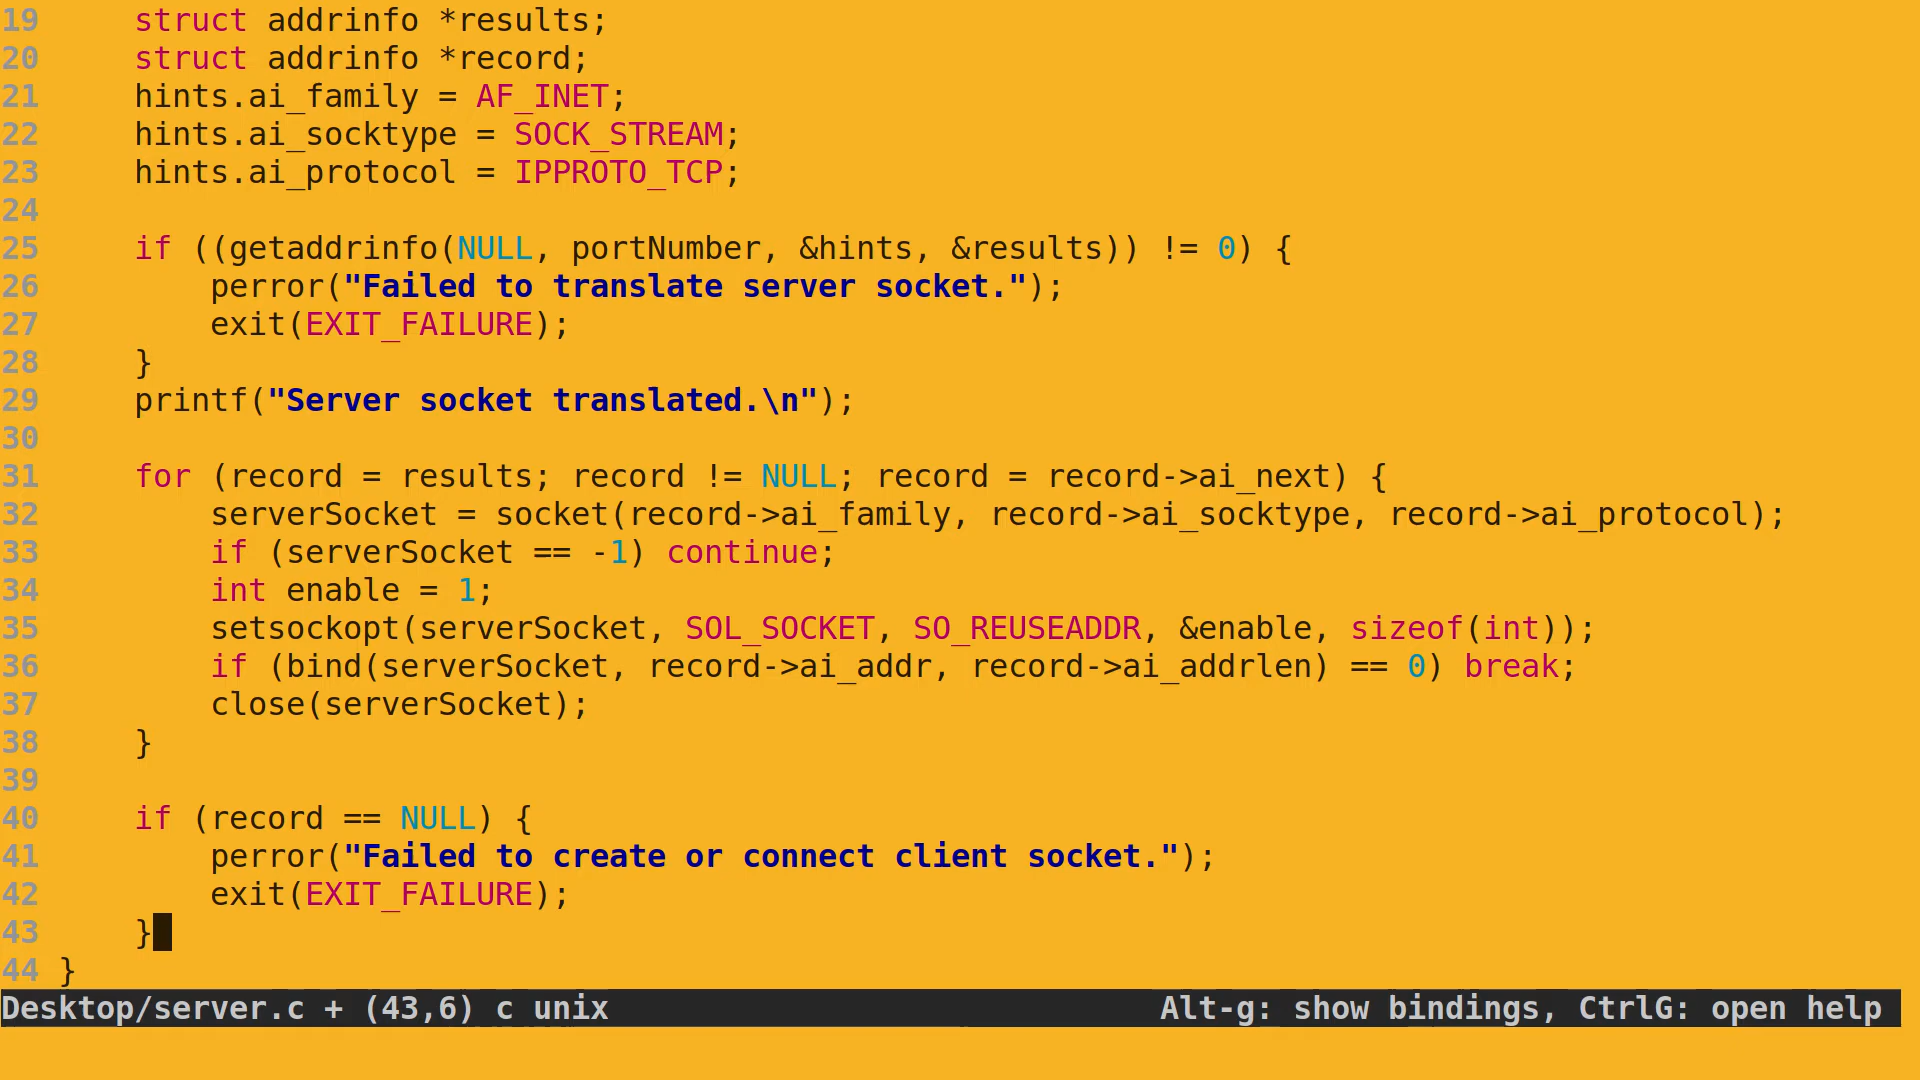 19     struct addrinfo *results;
20     struct addrinfo *record;
21     hints.ai_family = AF_INET;
22     hints.ai_socktype = SOCK_STREAM;
23     hints.ai_protocol = IPPROTO_TCP;
24
25     if ((getaddrinfo(NULL, portNumber, &hints, &results)) != 0) {
26         perror("Failed to translate server socket.");
27         exit(EXIT_FAILURE);
28     }
29     printf("Server socket translated.\n");
30
31     for (record = results; record != NULL; record = record->ai_next) {
32         serverSocket = socket(record->ai_family, record->ai_socktype, record->ai_protocol);
33         if (serverSocket == -1) continue;
34         int enable = 1;
35         setsockopt(serverSocket, SOL_SOCKET, SO_REUSEADDR, &enable, sizeof(int));
36         if (bind(serverSocket, record->ai_addr, record->ai_addrlen) == 0) break;
37         close(serverSocket);
38     }
39
40     if (record == NULL) {
41         perror("Failed to create or connect client socket.");
42         exit(EXIT_FAILURE);
43     }
44 }
Desktop/server.c + (43,6) c unix Alt-g: show bindings, CtrlG: open help